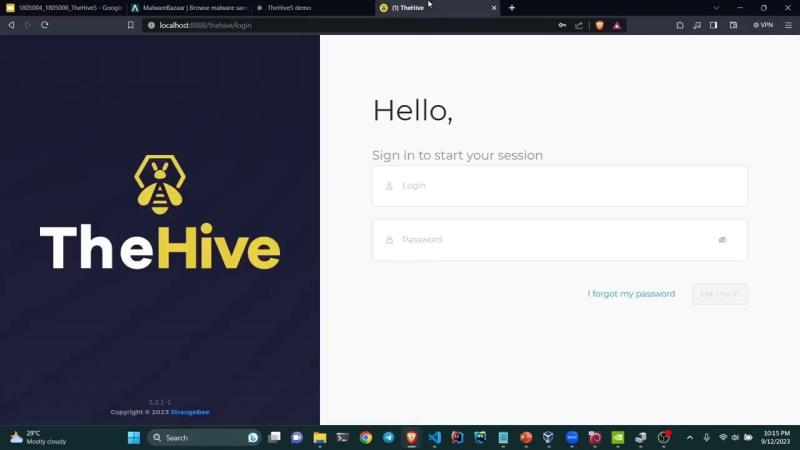 1805004_1805008_TheHive5 - Google
MalwareBazaar | Browse malware sam
TheHive5 demo
(1) TheHive
localhost:8888/thehive/login
VPN
Hello,
Sign in to start your session
Login
Password
I forgot my password
Let me in
TheHive
5.2.1-1
Copyright © 2023 StrangeBee
29°C
Mostly cloudy
Search
10:15 PM
9/12/2023